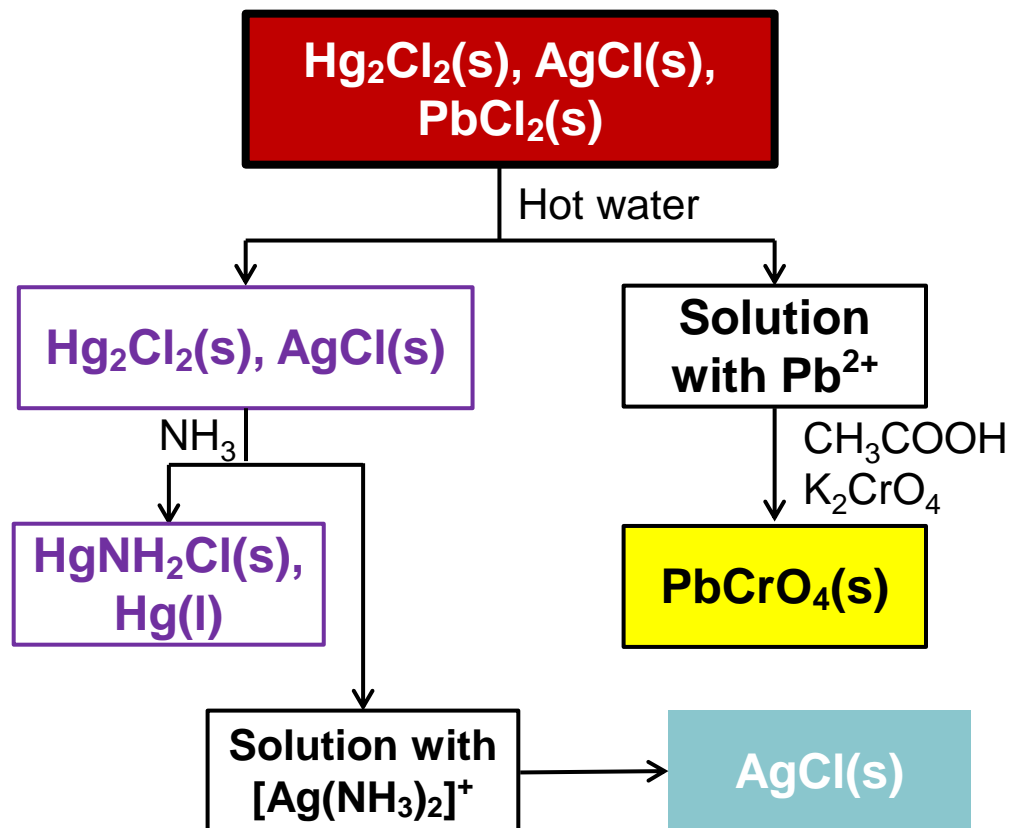 Hg₂Cl₂(s), AgCl(s),
PbCl₂(s)
Hot water
Hg₂Cl₂(s), AgCl(s)
Solution
with Pb²⁺
NH₃
CH₃COOH
K₂CrO₄
HgNH₂Cl(s),
Hg(l)
PbCrO₄(s)
Solution with
[Ag(NH₃)₂]⁺
AgCl(s)